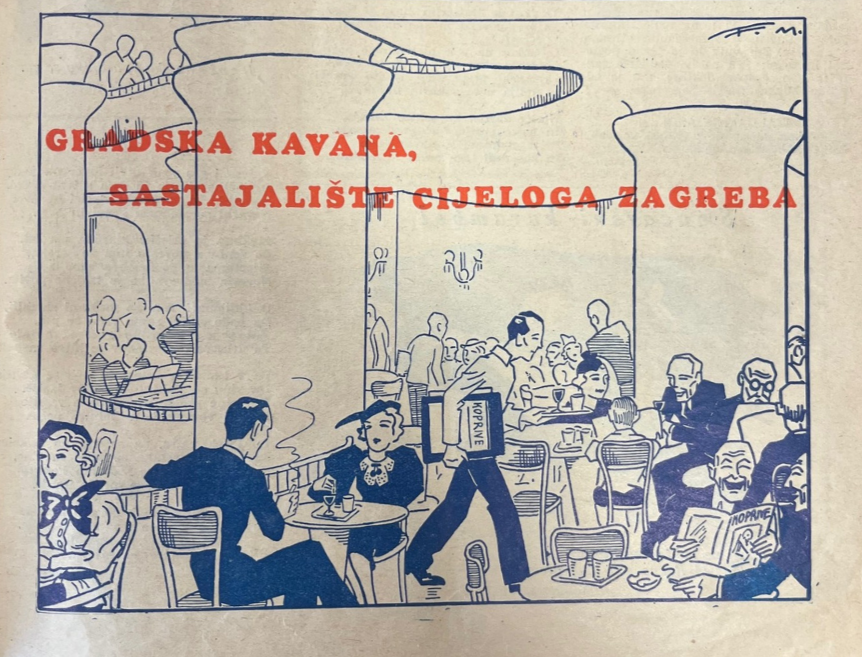 F. M.
GRADSKA KAVANA,
SASTAJALIŠTE CIJELOGA ZAGREBA
KOPRIVE
KOPRIVE